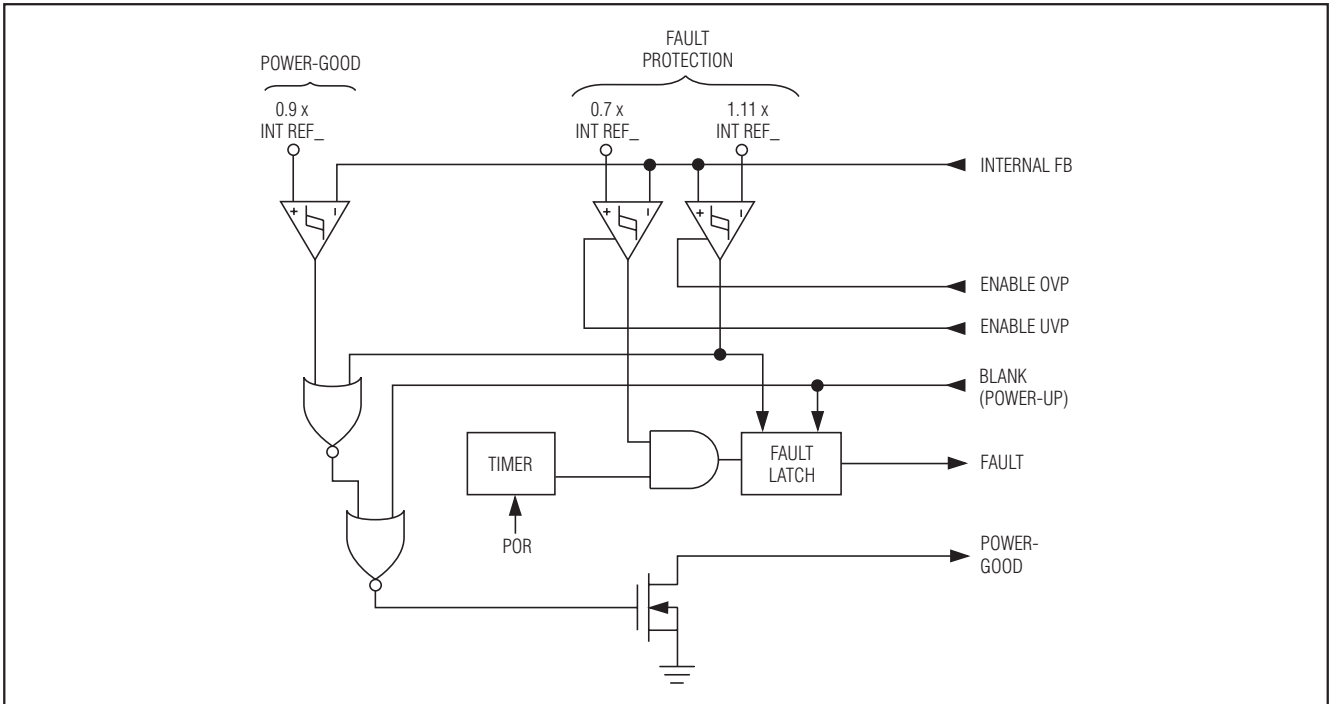 FAULT
PROTECTION
POWER-GOOD
0.9 x
INT REF_
0.7 x
INT REF_
1.11 x
INT REF_
INTERNAL FB
+
-
+
-
+
-
ENABLE OVP
ENABLE UVP
BLANK
(POWER-UP)
TIMER
FAULT
LATCH
FAULT
POR
POWER-
GOOD